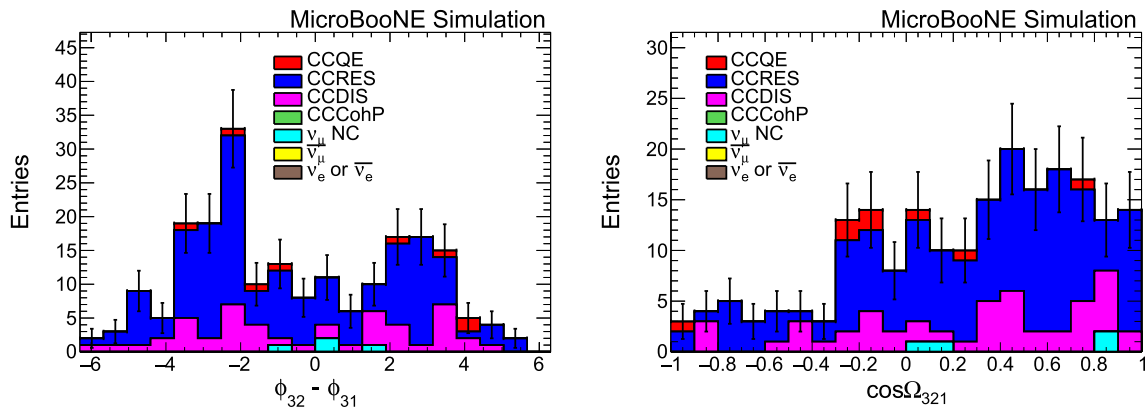 MicroBooNE Simulation
45
40
35
30
25
20
15
10
5
0
Entries
CCQE
CCRES
CCDIS
CCCohP
νμ NC
ν̅μ
νe or ν̅e
−6 −4 −2 0 2 4 6
ϕ32 - ϕ31
MicroBooNE Simulation
30
25
20
15
10
5
0
Entries
CCQE
CCRES
CCDIS
CCCohP
νμ NC
ν̅μ
νe or ν̅e
−1 −0.8 −0.6 −0.4 −0.2 0 0.2 0.4 0.6 0.8 1
cosΩ321